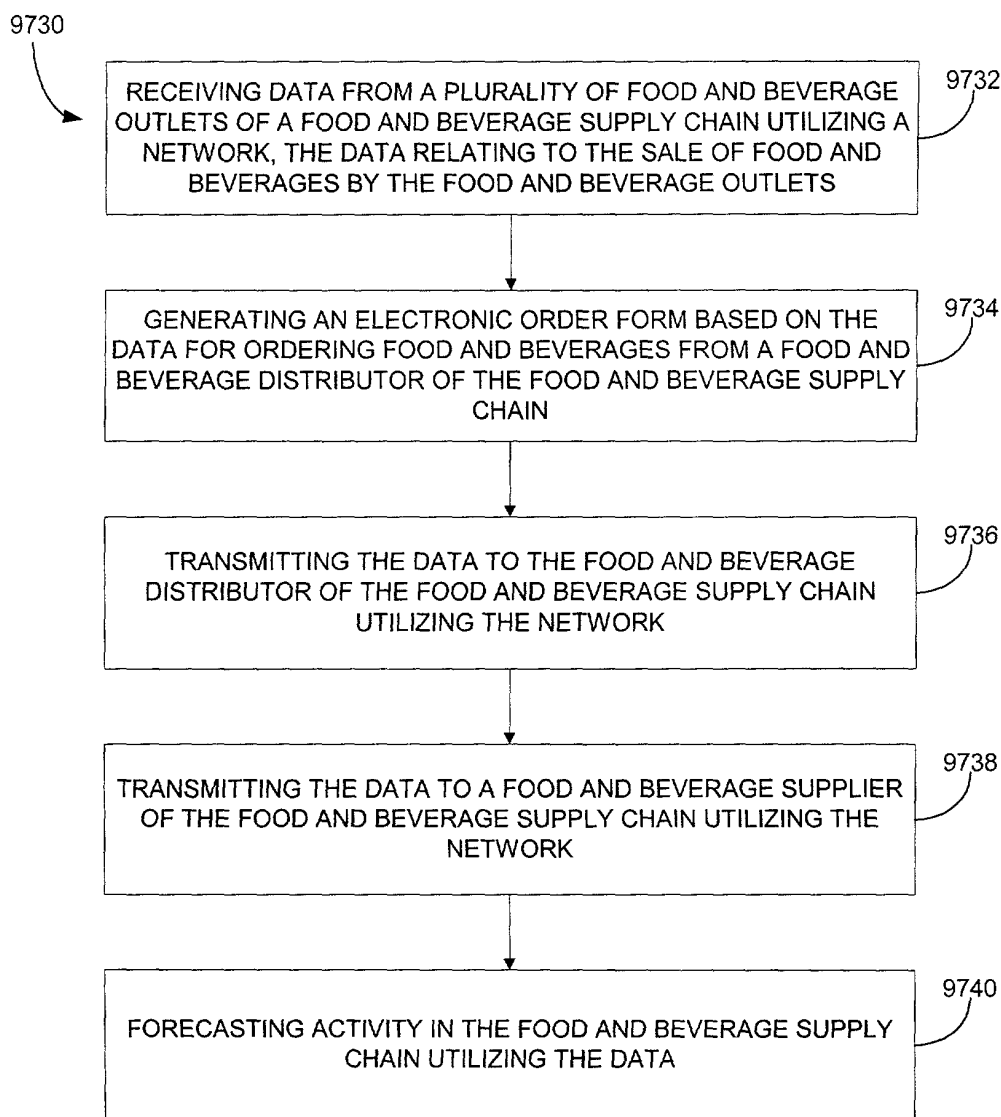 9730
RECEIVING DATA FROM A PLURALITY OF FOOD AND BEVERAGE
OUTLETS OF A FOOD AND BEVERAGE SUPPLY CHAIN UTILIZING A
NETWORK, THE DATA RELATING TO THE SALE OF FOOD AND
BEVERAGES BY THE FOOD AND BEVERAGE OUTLETS
9732
GENERATING AN ELECTRONIC ORDER FORM BASED ON THE
DATA FOR ORDERING FOOD AND BEVERAGES FROM A FOOD AND
BEVERAGE DISTRIBUTOR OF THE FOOD AND BEVERAGE SUPPLY
CHAIN
9734
TRANSMITTING THE DATA TO THE FOOD AND BEVERAGE
DISTRIBUTOR OF THE FOOD AND BEVERAGE SUPPLY CHAIN
UTILIZING THE NETWORK
9736
TRANSMITTING THE DATA TO A FOOD AND BEVERAGE SUPPLIER
OF THE FOOD AND BEVERAGE SUPPLY CHAIN UTILIZING THE
NETWORK
9738
FORECASTING ACTIVITY IN THE FOOD AND BEVERAGE SUPPLY
CHAIN UTILIZING THE DATA
9740